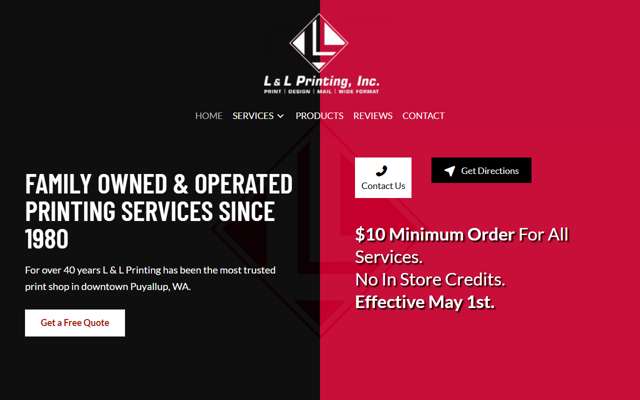 L & L Printing, Inc.
PRINT | DESIGN | MAIL | WIDE FORMAT
HOME SERVICES PRODUCTS REVIEWS CONTACT
FAMILY OWNED & OPERATED
PRINTING SERVICES SINCE
1980
For over 40 years L & L Printing has been the most trusted
print shop in downtown Puyallup, WA.
Get a Free Quote
Contact Us
Get Directions
$10 Minimum Order For All
Services.
No In Store Credits.
Effective May 1st.